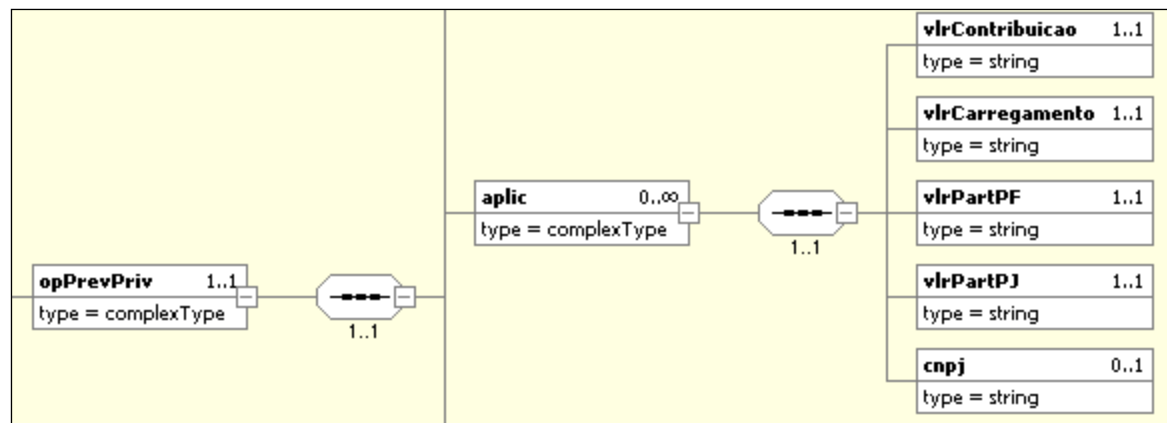 opPrevPriv 1..1
type = complexType
1..1
aplic 0..∞
type = complexType
1..1
vlrContribuicao 1..1
type = string
vlrCarregamento 1..1
type = string
vlrPartPF 1..1
type = string
vlrPartPJ 1..1
type = string
cnpj 0..1
type = string